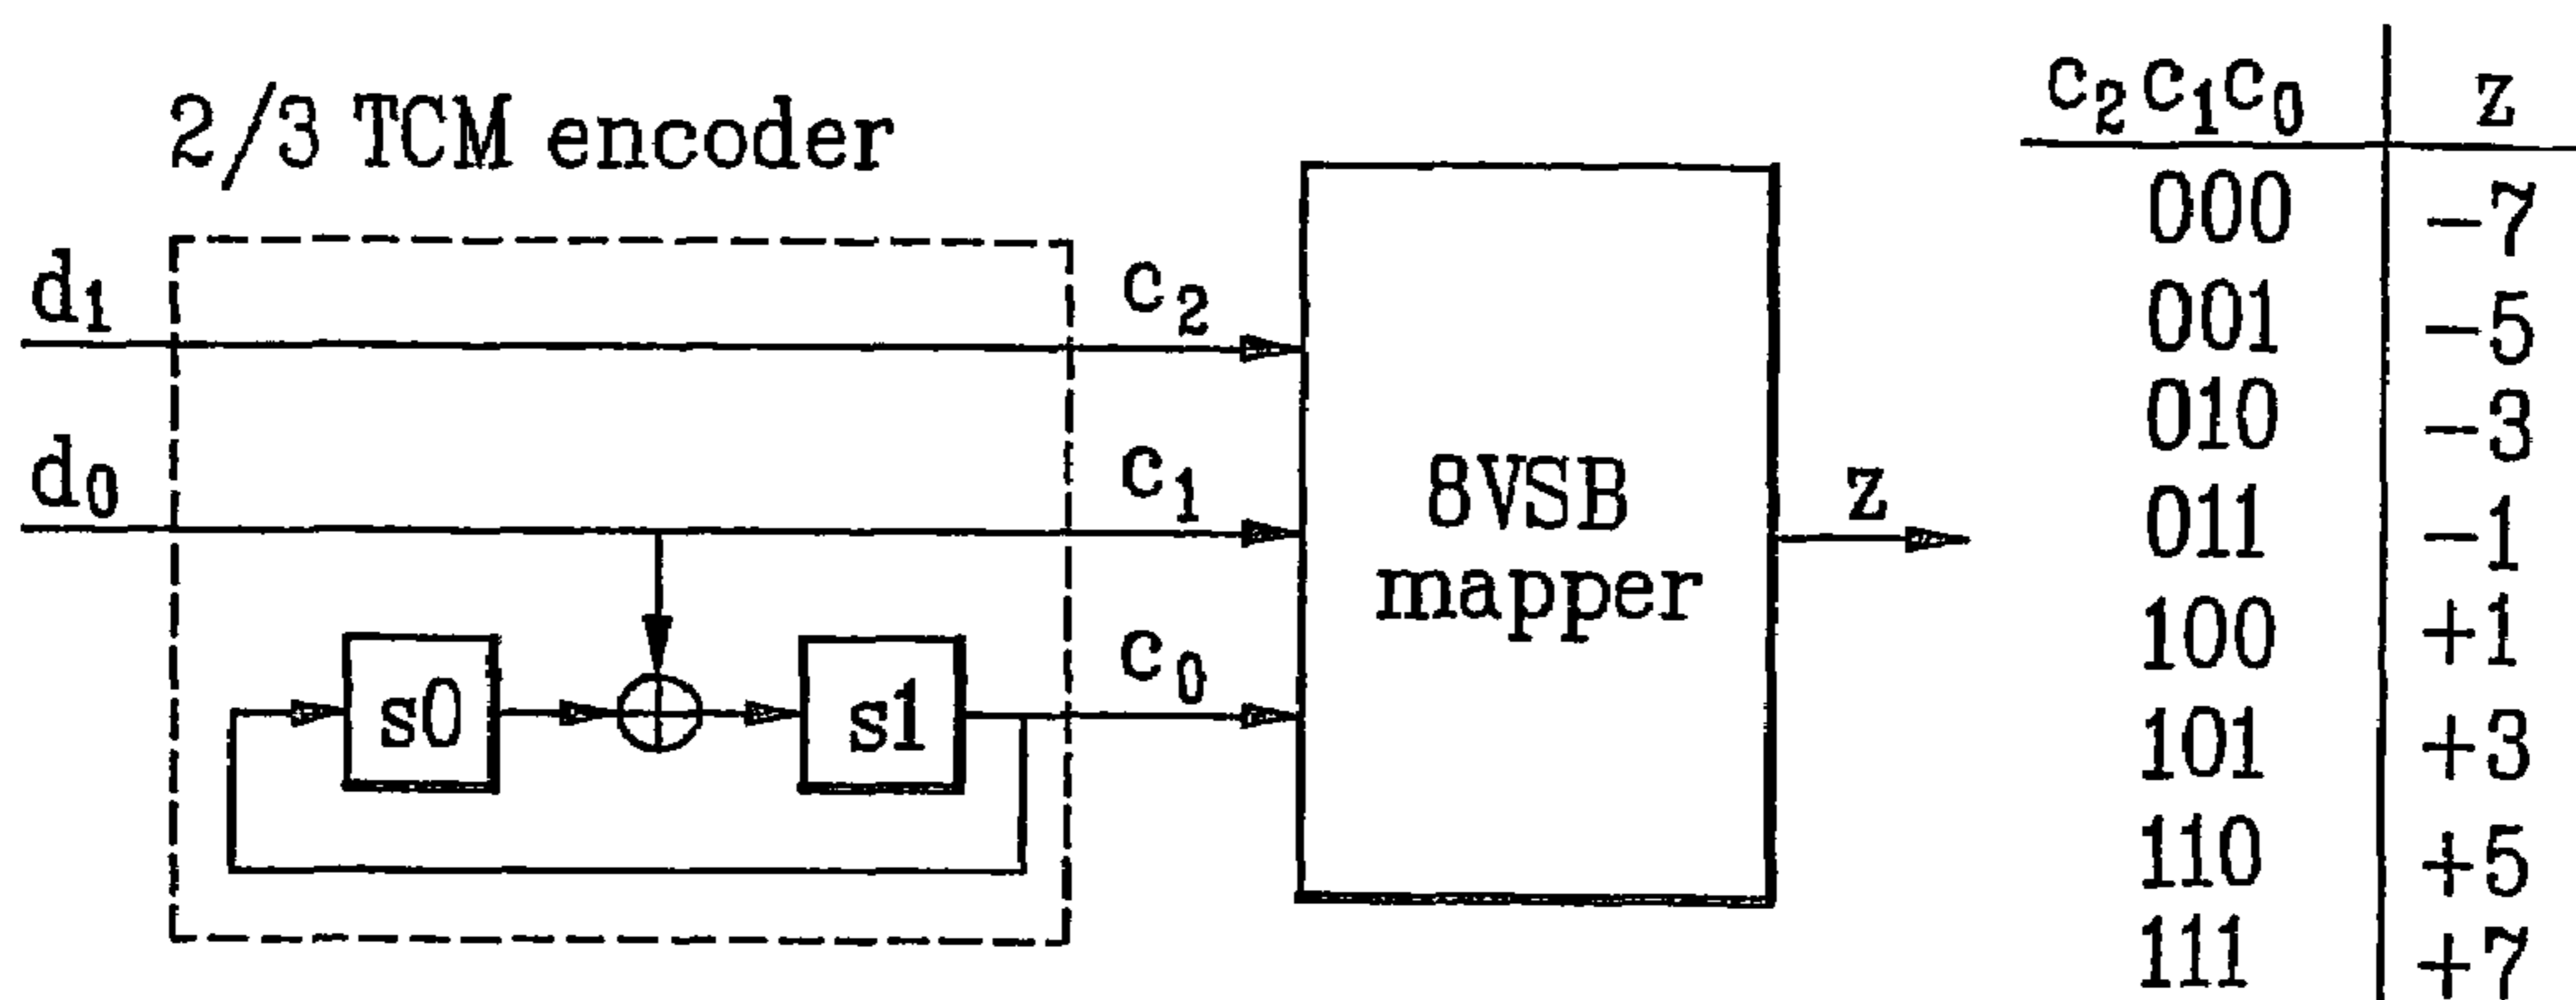 2/3 TCM encoder
d₁
c₂
d₀
c₁
s0
s1
c₀
8VSB
mapper
z
c₂c₁c₀ z
000 −7
001 −5
010 −3
011 −1
100 +1
101 +3
110 +5
111 +7